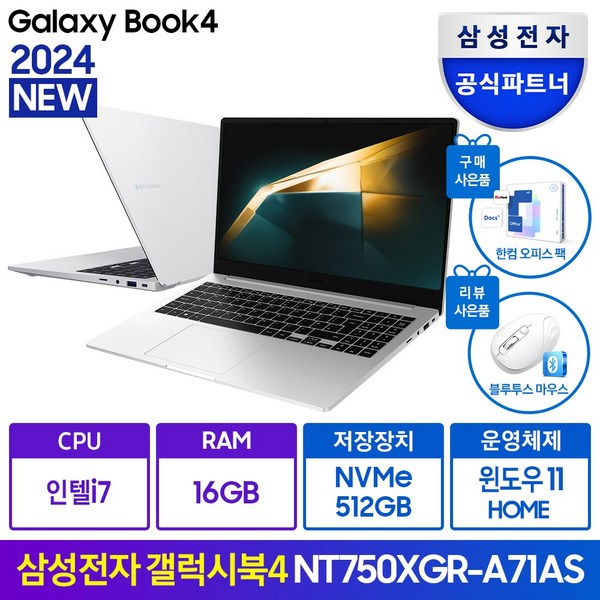 Galaxy Book4
2024
NEW
삼성전자
공식파트너
구매
사은품
Docs
Office
한컴 오피스 팩
리뷰
사은품
블루투스 마우스
CPU
인텔i7
RAM
16GB
저장장치
NVMe
512GB
운영체제
윈도우 11
HOME
삼성전자 갤럭시북4 NT750XGR-A71AS